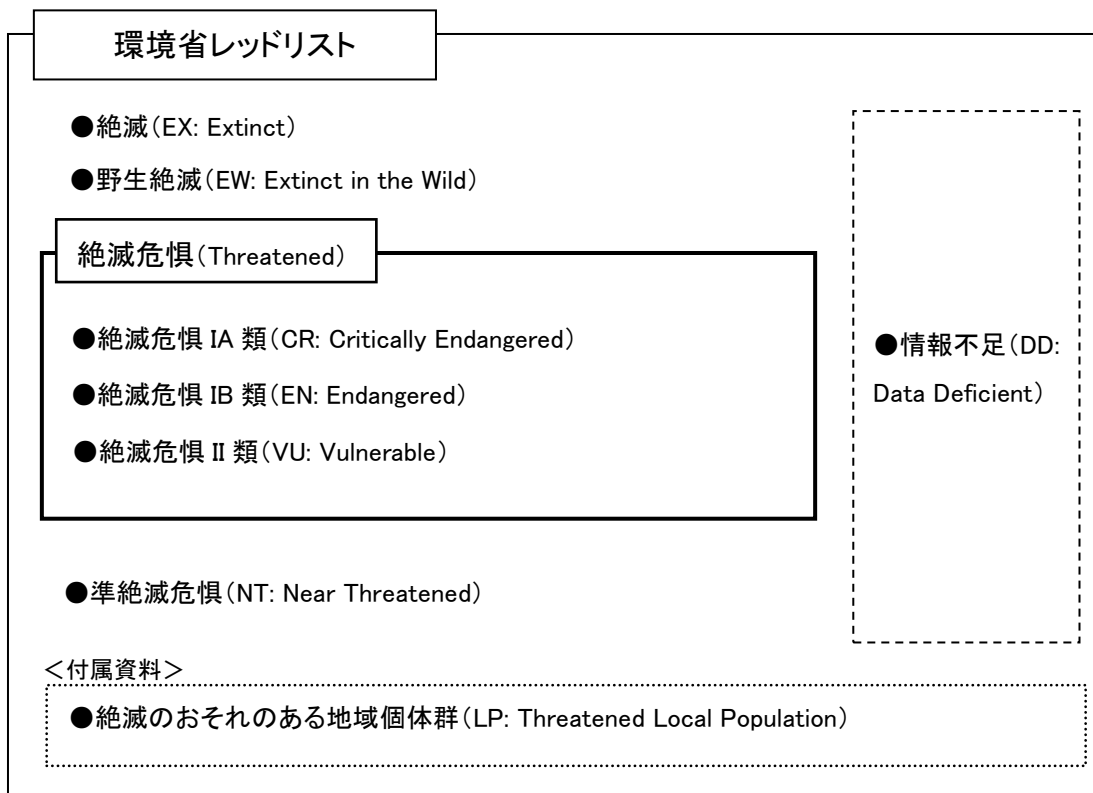 環境省レッドリスト
●絶滅(EX: Extinct)
●野生絶滅(EW: Extinct in the Wild)
絶滅危惧(Threatened)
●絶滅危惧 IA 類(CR: Critically Endangered)
●絶滅危惧 IB 類(EN: Endangered)
●絶滅危惧 II 類(VU: Vulnerable)
●情報不足(DD:
Data Deficient)
●準絶滅危惧(NT: Near Threatened)
<付属資料>
●絶滅のおそれのある地域個体群(LP: Threatened Local Population)